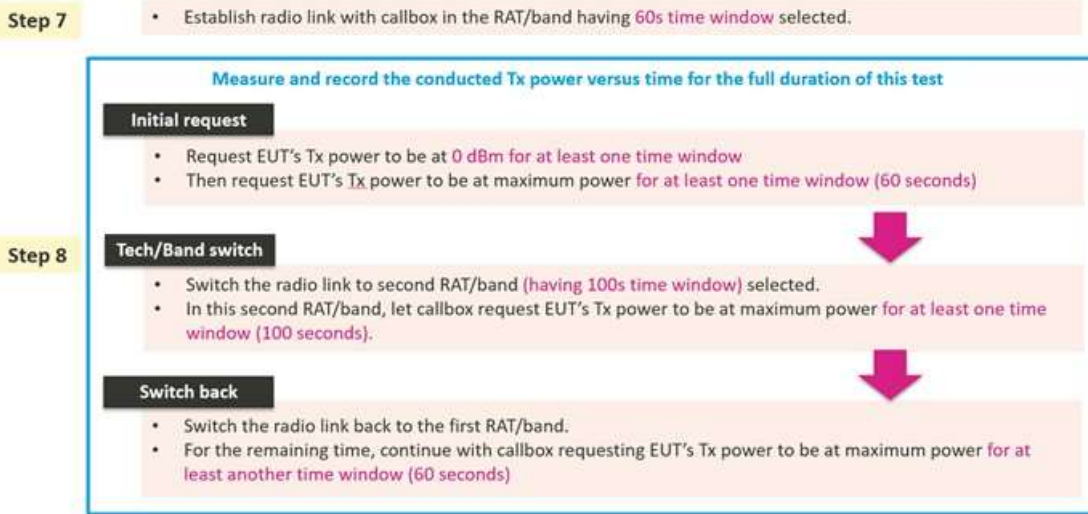 Step 7
• Establish radio link with callbox in the RAT/band having 60s time window selected.
Measure and record the conducted Tx power versus time for the full duration of this test
Initial request
• Request EUT's Tx power to be at 0 dBm for at least one time window
• Then request EUT's Tx power to be at maximum power for at least one time window (60 seconds)
Step 8
Tech/Band switch
• Switch the radio link to second RAT/band (having 100s time window) selected.
• In this second RAT/band, let callbox request EUT's Tx power to be at maximum power for at least one time
window (100 seconds).
Switch back
• Switch the radio link back to the first RAT/band.
• For the remaining time, continue with callbox requesting EUT's Tx power to be at maximum power for at
least another time window (60 seconds)